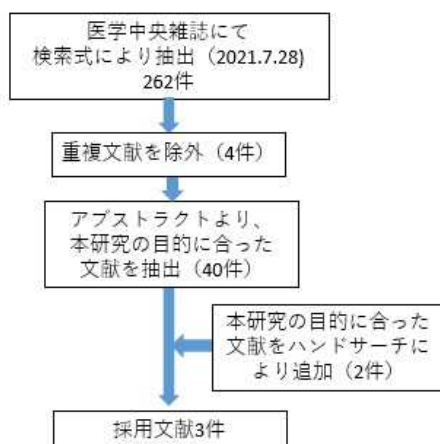 医学中央雑誌にて
検索式により抽出（2021.7.28)
262件
重複文献を除外（4件）
アブストラクトより、
本研究の目的に合った
文献を抽出（40件）
本研究の目的に合った
文献をハンドサーチに
より追加（2件）
採用文献3件